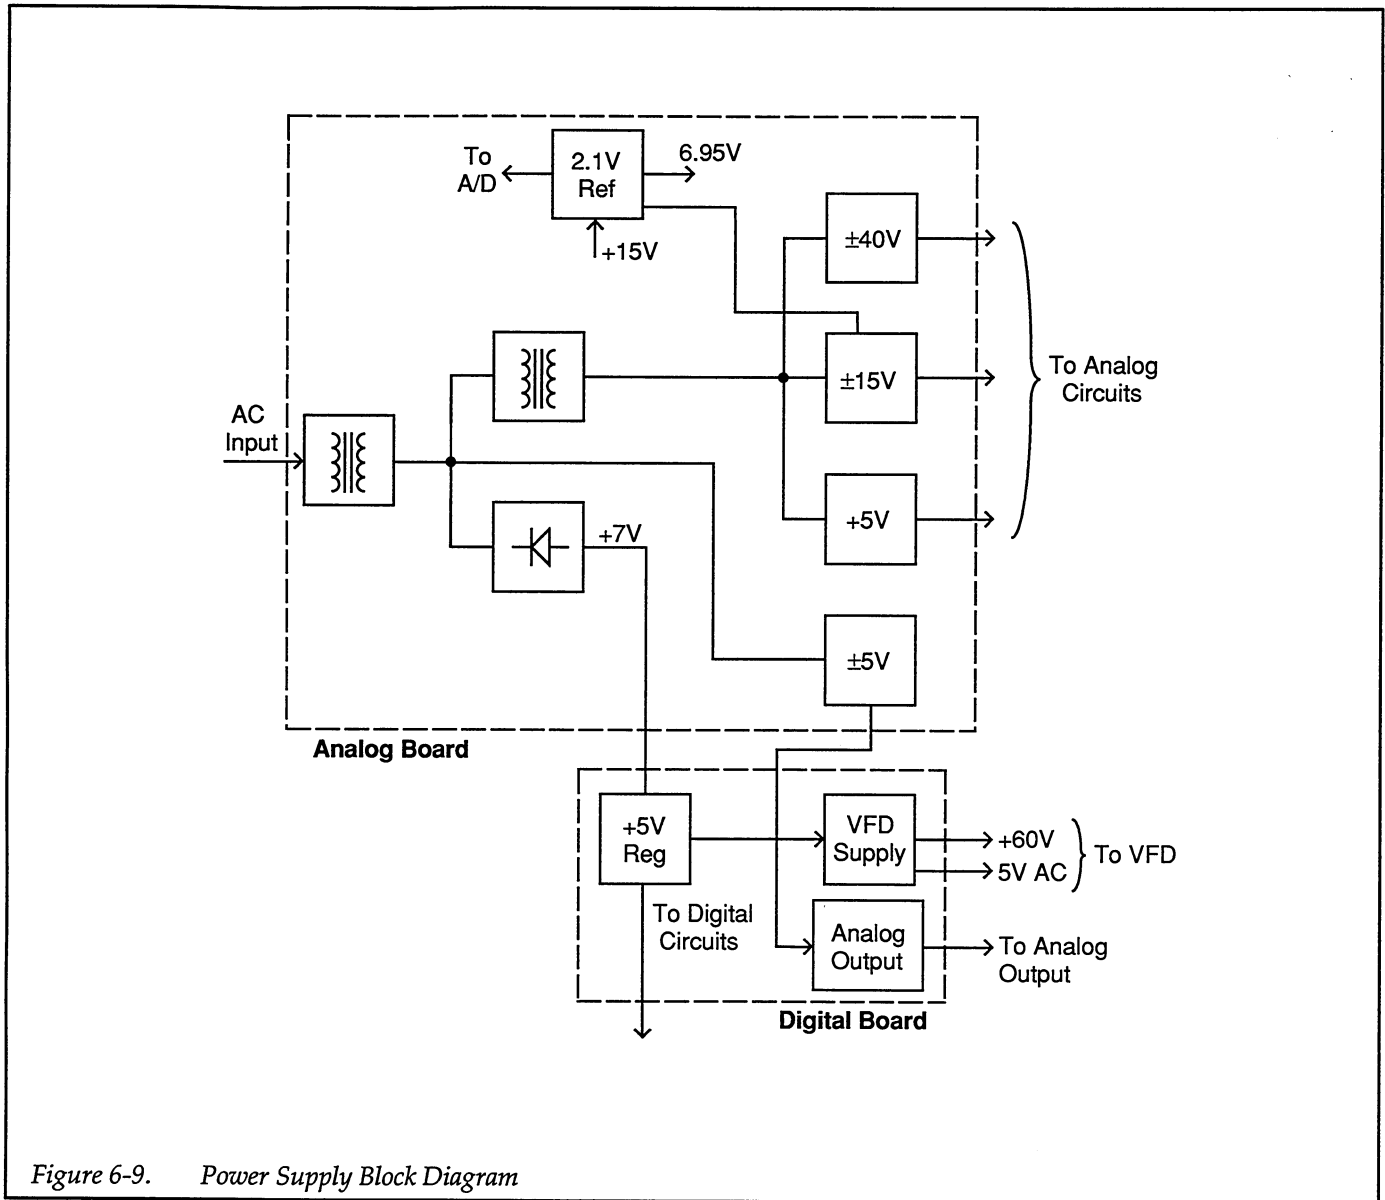 To
A/D
2.1V
Ref
6.95V
+15V
±40V
±15V
To Analog
Circuits
AC
Input
+5V
+7V
±5V
Analog Board
+5V
Reg
VFD
Supply
+60V
5V AC
To VFD
To Digital
Circuits
Analog
Output
To Analog
Output
Digital Board
Figure 6-9. Power Supply Block Diagram